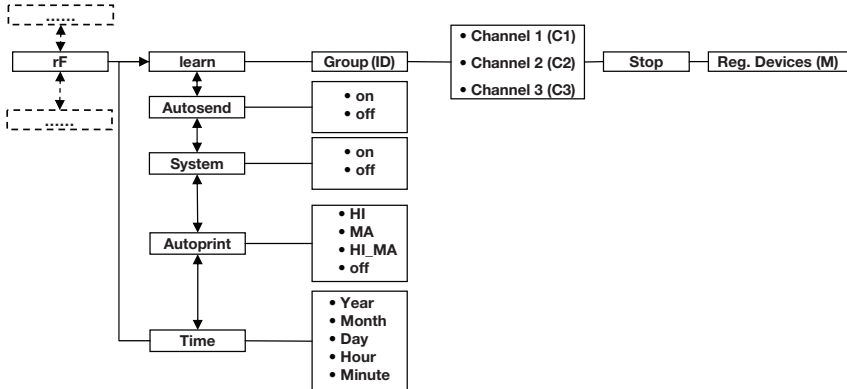 ......
rF
......
learn
Group (ID)
• Channel 1 (C1)
• Channel 2 (C2)
• Channel 3 (C3)
Stop
Reg. Devices (M)
Autosend
• on
• off
System
• on
• off
Autoprint
• HI
• MA
• HI_MA
• off
Time
• Year
• Month
• Day
• Hour
• Minute